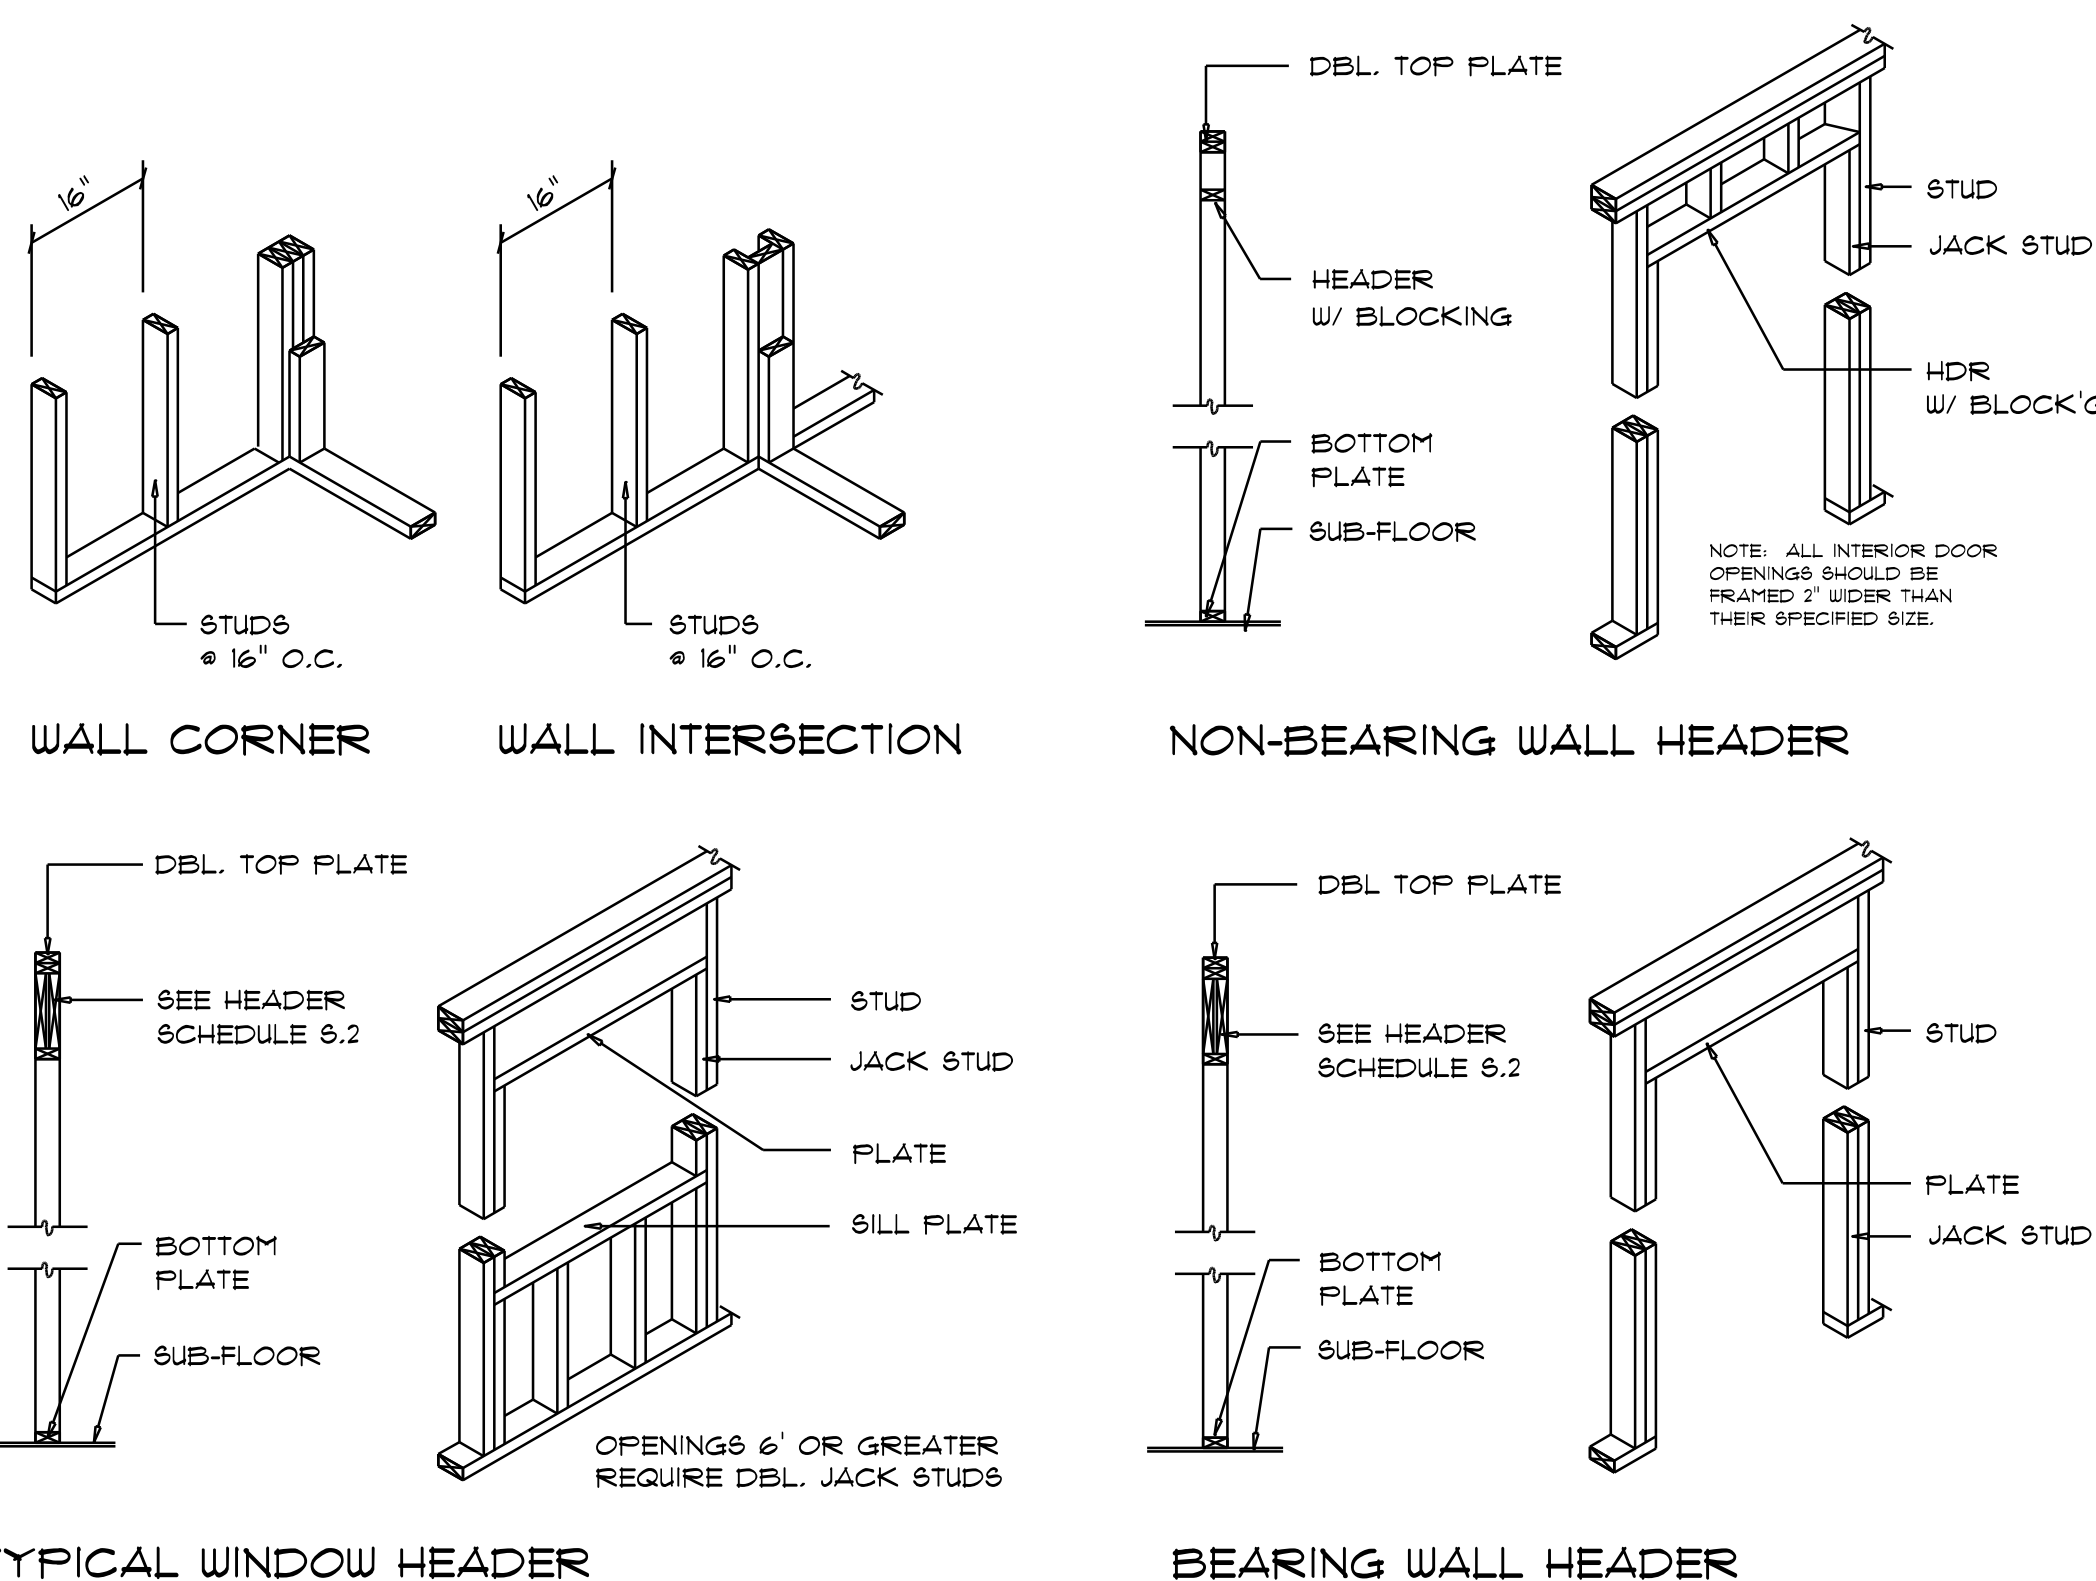 16"
STUDS
@ 16" O.C.
WALL CORNER
16"
STUDS
@ 16" O.C.
WALL INTERSECTION
DBL. TOP PLATE
HEADER
W/ BLOCKING
BOTTOM
PLATE
SUB-FLOOR
STUD
JACK STUD
HDR
W/ BLOCK'G
NOTE: ALL INTERIOR DOOR
OPENINGS SHOULD BE
FRAMED 2" WIDER THAN
THEIR SPECIFIED SIZE.
NON-BEARING WALL HEADER
DBL. TOP PLATE
SEE HEADER
SCHEDULE S.2
BOTTOM
PLATE
SUB-FLOOR
STUD
JACK STUD
PLATE
SILL PLATE
OPENINGS 6' OR GREATER
REQUIRE DBL. JACK STUDS
TYPICAL WINDOW HEADER
DBL TOP PLATE
SEE HEADER
SCHEDULE S.2
BOTTOM
PLATE
SUB-FLOOR
STUD
PLATE
JACK STUD
BEARING WALL HEADER